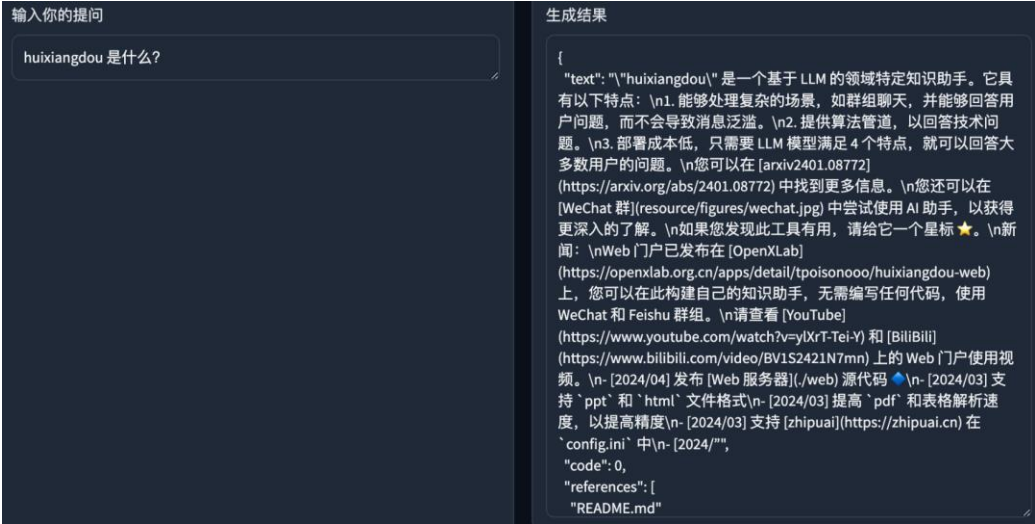 输入你的提问
huixiangdou 是什么?
生成结果
{
"text": "\"huixiangdou\" 是一个基于 LLM 的领域特定知识助手。它具
有以下特点：\n1. 能够处理复杂的场景，如群组聊天，并能够回答用
户问题，而不会导致消息泛滥。\n2. 提供算法管道，以回答技术问
题。\n3. 部署成本低，只需要 LLM 模型满足 4 个特点，就可以回答大
多数用户的问题。\n您可以在 [arxiv2401.08772]
(https://arxiv.org/abs/2401.08772) 中找到更多信息。\n您还可以在
[WeChat 群](resource/figures/wechat.jpg) 中尝试使用 AI 助手，以获得
更深入的了解。\n如果您发现此工具有用，请给它一个星标 ⭐。\n新
闻：\nWeb 门户已发布在 [OpenXLab]
(https://openxlab.org.cn/apps/detail/tpoisonooo/huixiangdou-web)
上，您可以在此构建自己的知识助手，无需编写任何代码，使用
WeChat 和 Feishu 群组。\n请查看 [YouTube]
(https://www.youtube.com/watch?v=ylXrT-Tei-Y) 和 [BiliBili]
(https://www.bilibili.com/video/BV1S2421N7mn) 上的 Web 门户使用视
频。\n- [2024/04] 发布 [Web 服务器](./web) 源代码 🔷\n- [2024/03] 支
持 `ppt` 和 `html` 文件格式\n- [2024/03] 提高 `pdf` 和表格解析速
度，以提高精度\n- [2024/03] 支持 [zhipuai](https://zhipuai.cn) 在
`config.ini` 中\n- [2024/”",
"code": 0,
"references": [
"README.md"